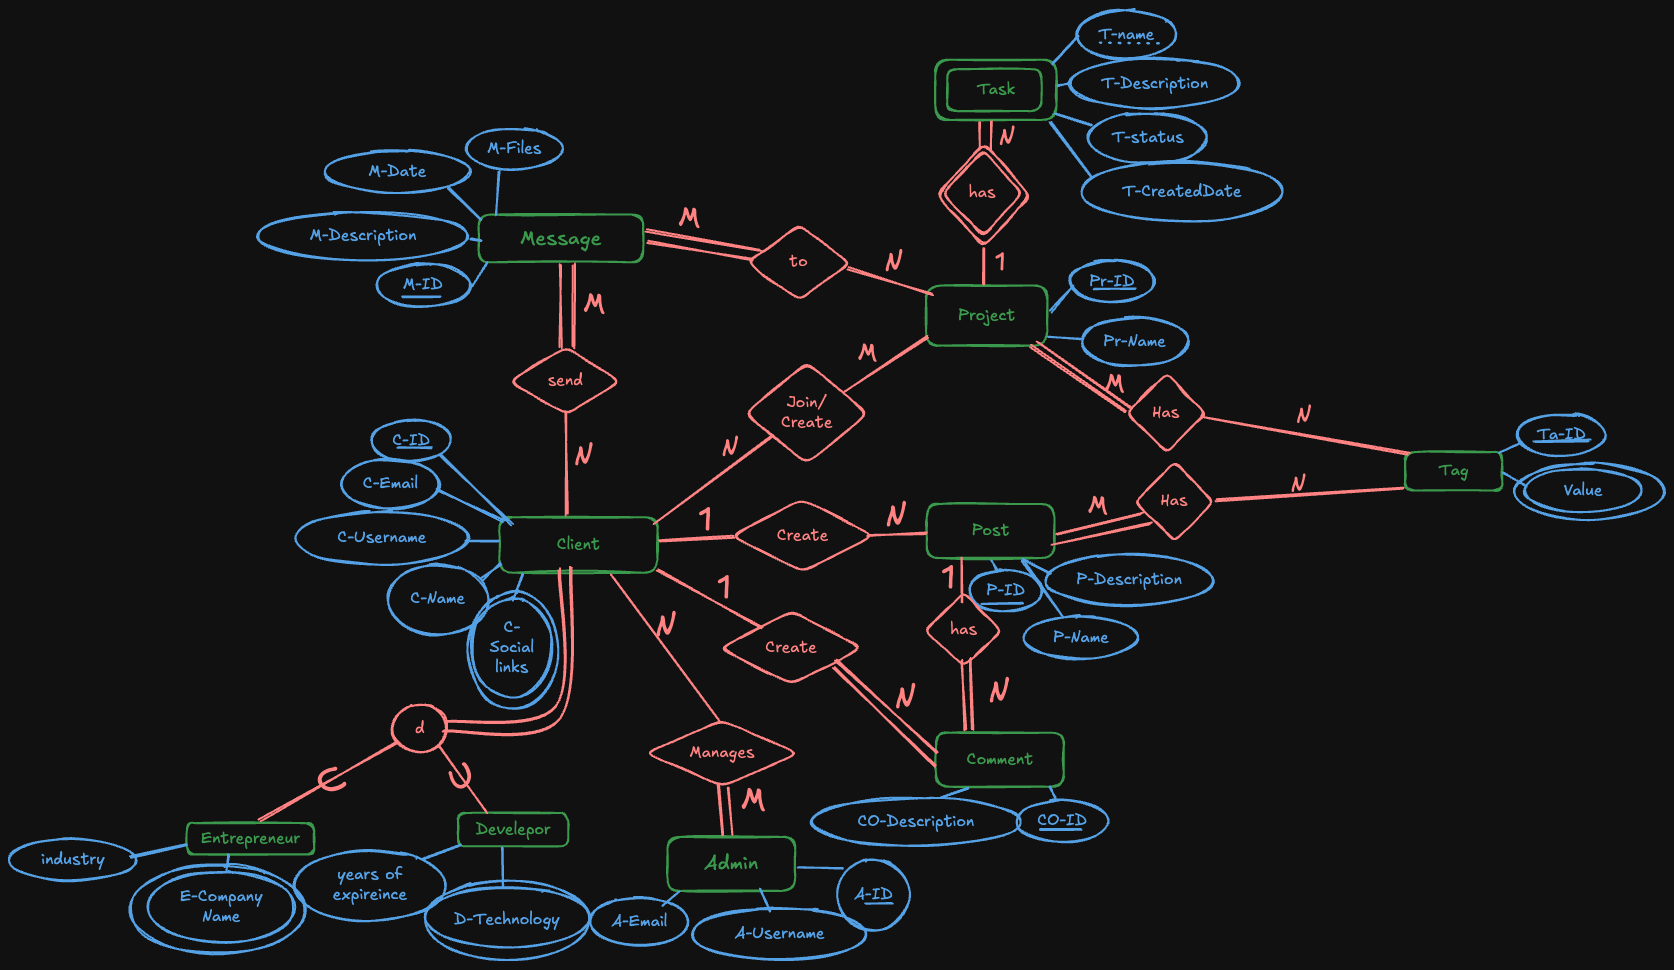 T-name
Task
T-Description
N
T-status
M-Files
M-Date
has
T-CreatedDate
M
M-Description
Message
to
N
1
M-ID
Pr-ID
M
Project
Pr-Name
send
M
M
Has
Join/
Create
N
C-ID
N
N
Ta-ID
C-Email
Tag
N
Value
M
Has
1
N
C-Username
Client
Create
Post
1
1
P-ID
P-Description
C-Name
N
has
P-Name
C-
Social
links
Create
N
N
d
Manages
Comment
M
CO-Description
CO-ID
Entrepreneur
Develepor
industry
Admin
years of
expireince
E-Company
Name
D-Technology
A-Email
A-Username
A-ID